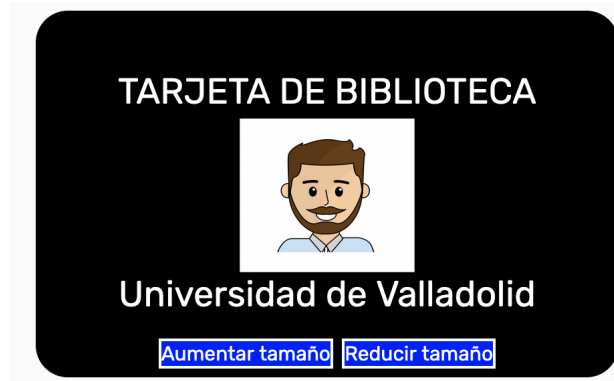 TARJETA DE BIBLIOTECA
Universidad de Valladolid
Aumentar tamaño Reducir tamaño